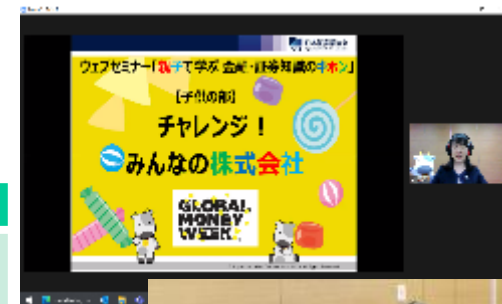 ウェブセミナー「親子で学ぶ 金融・証券知識のキホン」
【子供の部】
チャレンジ！
みんなの株式会社
GLOBAL
MONEY
WEEK